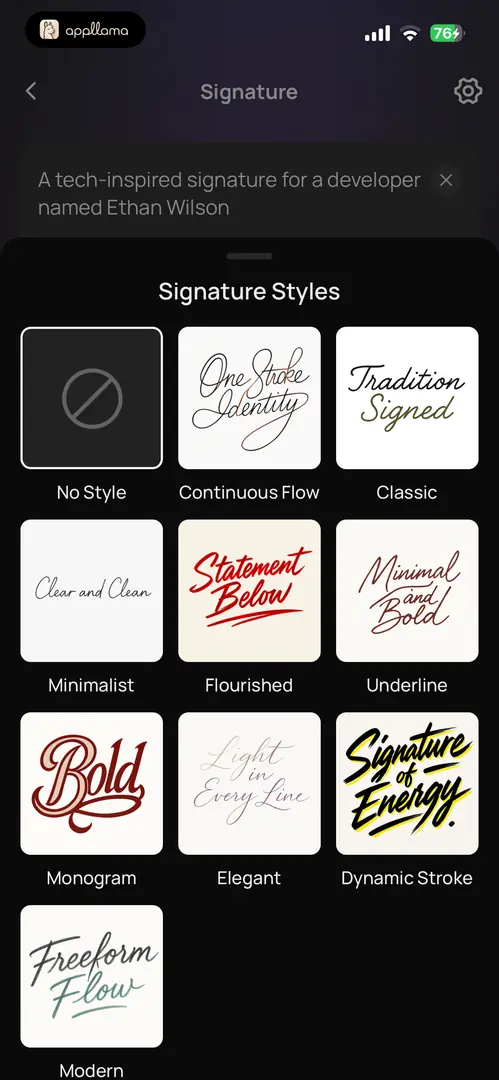 appllama
76
Signature
A tech-inspired signature for a developer
named Ethan Wilson
Signature Styles
No Style
One Stroke
Identity
Continuous Flow
Tradition
Signed
Classic
Clear and Clean
Minimalist
Statement
Below
Flourished
Minimal
and
Bold
Underline
Bold
Monogram
Light
in
Every Line
Elegant
Signature
of
Energy
Dynamic Stroke
Freeform
Flow
Modern